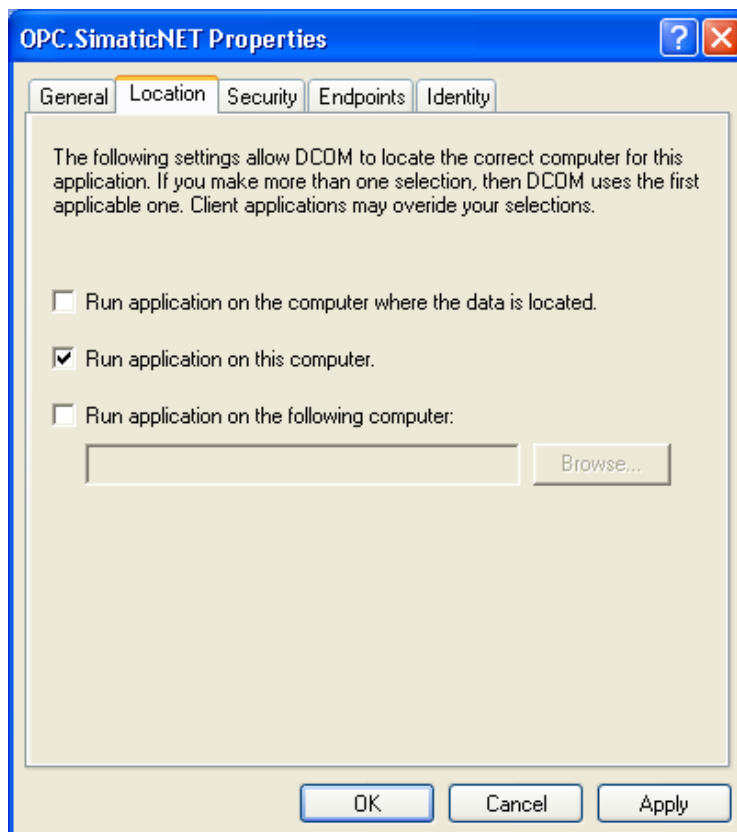 OPC.SimaticNET Properties
General Location Security Endpoints Identity
The following settings allow DCOM to locate the correct computer for this
application. If you make more than one selection, then DCOM uses the first
applicable one. Client applications may overide your selections.
Run application on the computer where the data is located.
Run application on this computer.
Run application on the following computer:
Browse...
OK Cancel Apply